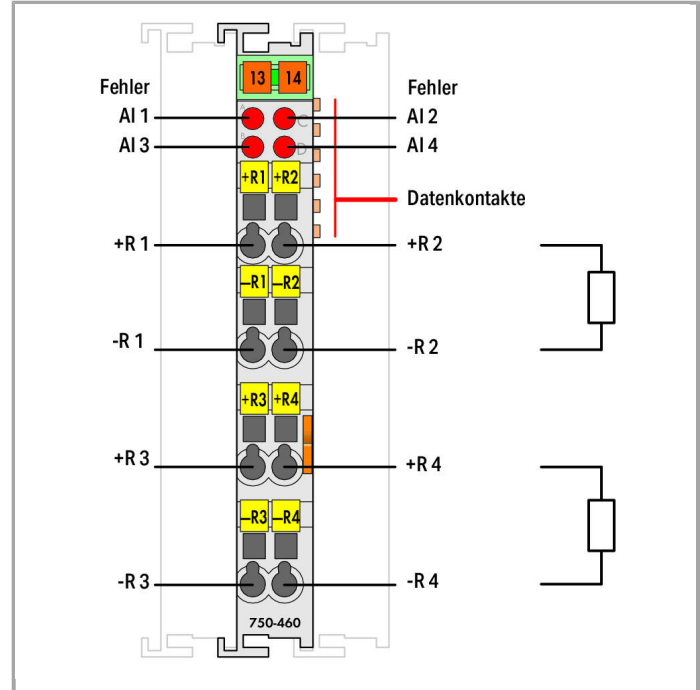 13 14
Fehler Fehler
A C
AI 1 AI 2
B D
AI 3 AI 4
+R1 +R2
Datenkontakte
+R 1 +R 2
–R1 –R2
-R 1 -R 2
+R3 +R4
+R 3 +R 4
–R3 –R4
-R 3 -R 4
750-460